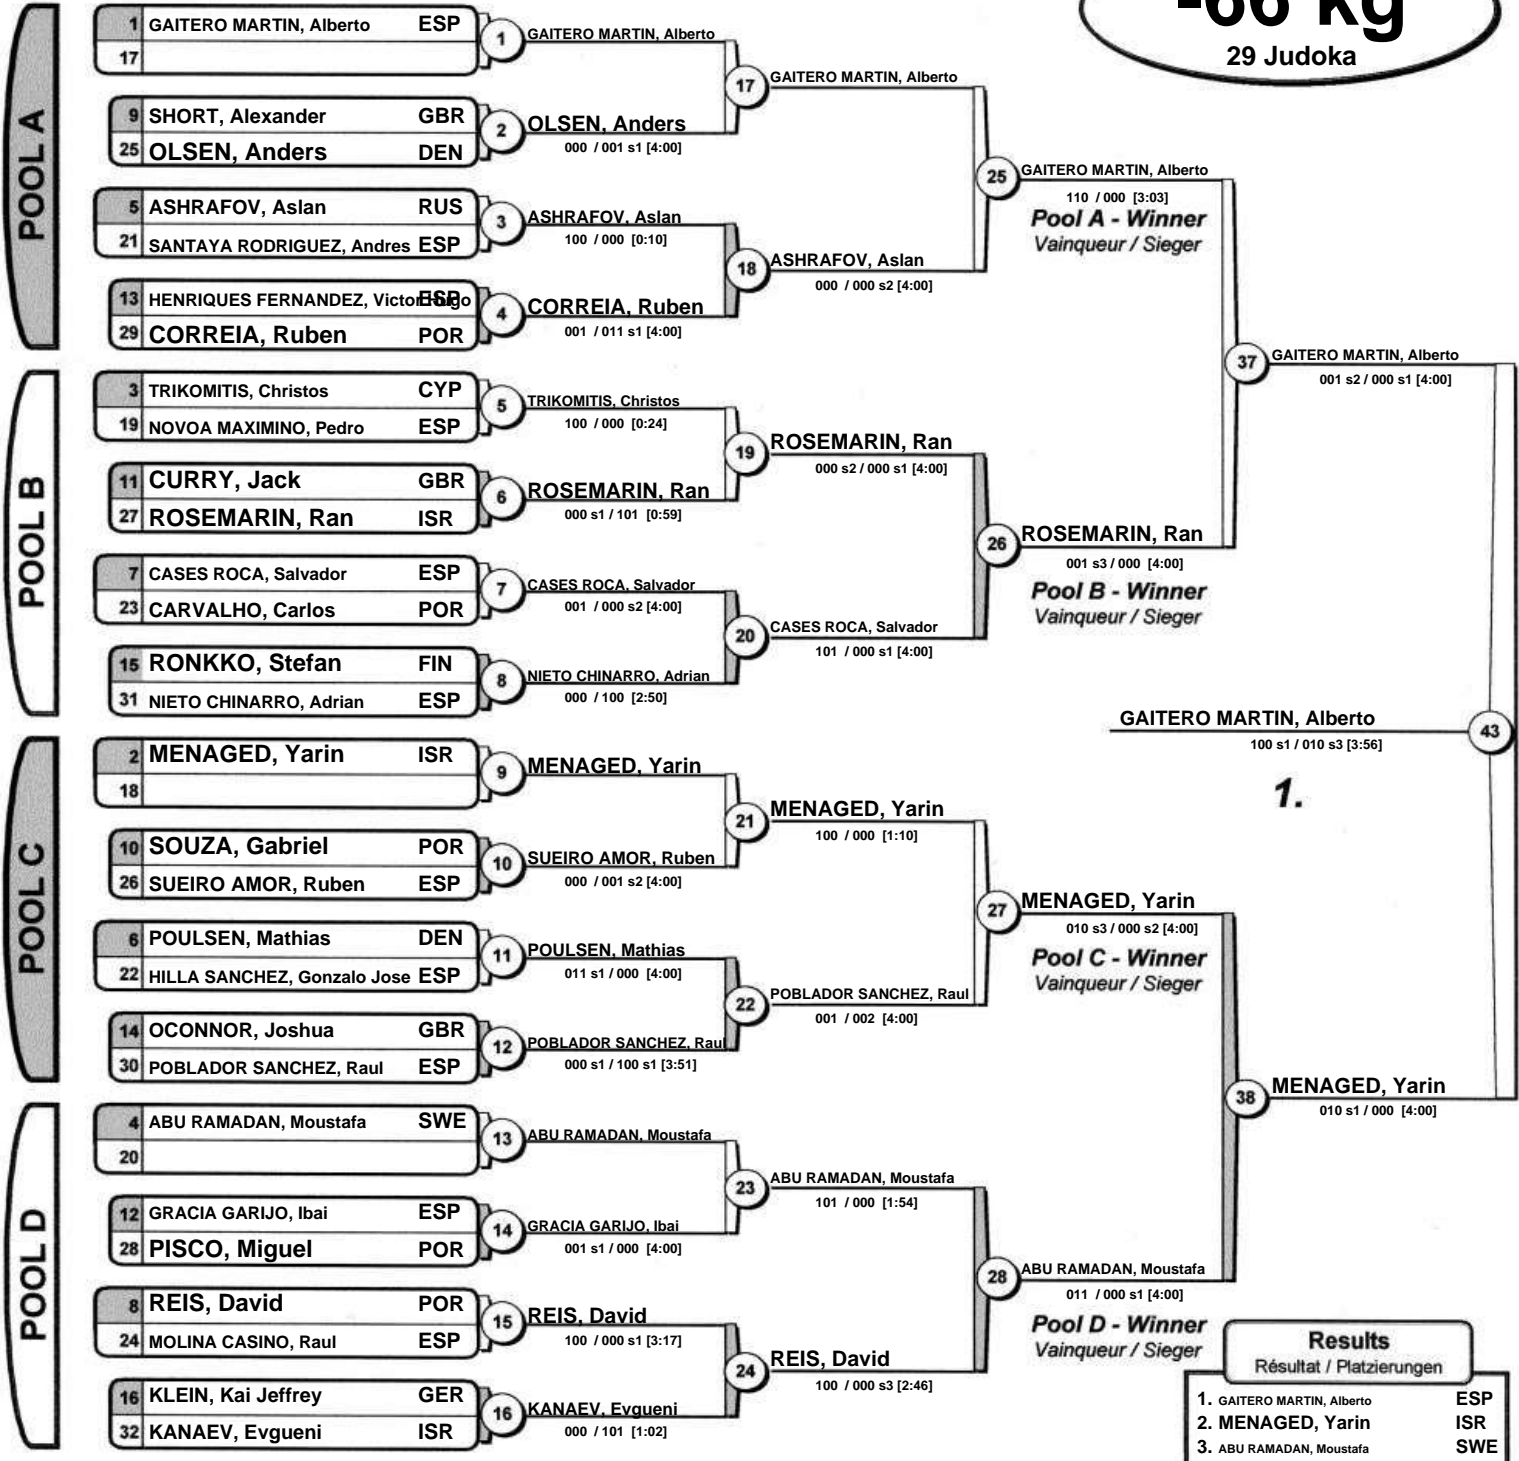 -66 kg
29 Judoka
POOL A
1 GAITERO MARTIN, Alberto ESP
17
9 SHORT, Alexander GBR
25 OLSEN, Anders DEN
5 ASHRAFOV, Aslan RUS
21 SANTAYA RODRIGUEZ, Andres ESP
13 HENRIQUES FERNANDEZ, Victor Hugo ESP
29 CORREIA, Ruben POR
POOL B
3 TRIKOMITIS, Christos CYP
19 NOVOA MAXIMINO, Pedro ESP
11 CURRY, Jack GBR
27 ROSEMARIN, Ran ISR
7 CASES ROCA, Salvador ESP
23 CARVALHO, Carlos POR
15 RONKKO, Stefan FIN
31 NIETO CHINARRO, Adrian ESP
POOL C
2 MENAGED, Yarin ISR
18
10 SOUZA, Gabriel POR
26 SUEIRO AMOR, Ruben ESP
6 POULSEN, Mathias DEN
22 HILLA SANCHEZ, Gonzalo Jose ESP
14 OCONNOR, Joshua GBR
30 POBLADOR SANCHEZ, Raul ESP
POOL D
4 ABU RAMADAN, Moustafa SWE
20
12 GRACIA GARIJO, Ibai ESP
28 PISCO, Miguel POR
8 REIS, David POR
24 MOLINA CASINO, Raul ESP
16 KLEIN, Kai Jeffrey GER
32 KANAEV, Evgueni ISR
1 GAITERO MARTIN, Alberto
2 OLSEN, Anders
000 / 001 s1 [4:00]
3 ASHRAFOV, Aslan
100 / 000 [0:10]
4 CORREIA, Ruben
001 / 011 s1 [4:00]
5 TRIKOMITIS, Christos
100 / 000 [0:24]
6 ROSEMARIN, Ran
000 s1 / 101 [0:59]
7 CASES ROCA, Salvador
001 / 000 s2 [4:00]
8 NIETO CHINARRO, Adrian
000 / 100 [2:50]
9 MENAGED, Yarin
10 SUEIRO AMOR, Ruben
000 / 001 s2 [4:00]
11 POULSEN, Mathias
011 s1 / 000 [4:00]
12 POBLADOR SANCHEZ, Raul
000 s1 / 100 s1 [3:51]
13 ABU RAMADAN, Moustafa
14 GRACIA GARIJO, Ibai
001 s1 / 000 [4:00]
15 REIS, David
100 / 000 s1 [3:17]
16 KANAEV, Evgueni
000 / 101 [1:02]
17 GAITERO MARTIN, Alberto
18 ASHRAFOV, Aslan
000 / 000 s2 [4:00]
19 ROSEMARIN, Ran
000 s2 / 000 s1 [4:00]
20 CASES ROCA, Salvador
101 / 000 s1 [4:00]
21 MENAGED, Yarin
100 / 000 [1:10]
22 POBLADOR SANCHEZ, Raul
001 / 002 [4:00]
23 ABU RAMADAN, Moustafa
101 / 000 [1:54]
24 REIS, David
100 / 000 s3 [2:46]
25 GAITERO MARTIN, Alberto
110 / 000 [3:03]
Pool A - Winner
Vainqueur / Sieger
26 ROSEMARIN, Ran
001 s3 / 000 [4:00]
Pool B - Winner
Vainqueur / Sieger
27 MENAGED, Yarin
010 s3 / 000 s2 [4:00]
Pool C - Winner
Vainqueur / Sieger
28 ABU RAMADAN, Moustafa
011 / 000 s1 [4:00]
Pool D - Winner
Vainqueur / Sieger
37 GAITERO MARTIN, Alberto
001 s2 / 000 s1 [4:00]
38 MENAGED, Yarin
010 s1 / 000 [4:00]
GAITERO MARTIN, Alberto 43
100 s1 / 010 s3 [3:56]
1.
Results
Résultat / Platzierungen
1. GAITERO MARTIN, Alberto ESP
2. MENAGED, Yarin ISR
3. ABU RAMADAN, Moustafa SWE